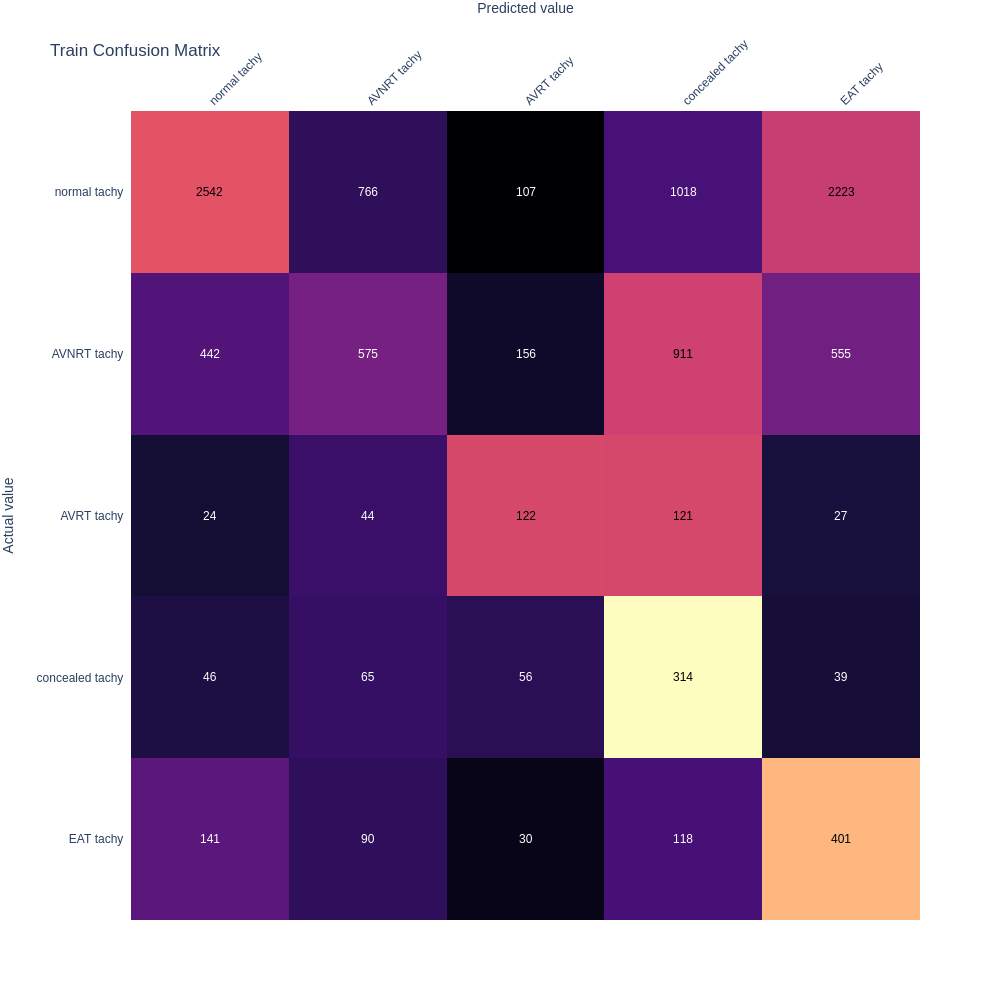 Predicted value
Train Confusion Matrix
normal tachy AVNRT tachy AVRT tachy concealed tachy EAT tachy
normal tachy 2542 766 107 1018 2223
AVNRT tachy 442 575 156 911 555
Actual value
AVRT tachy 24 44 122 121 27
concealed tachy 46 65 56 314 39
EAT tachy 141 90 30 118 401